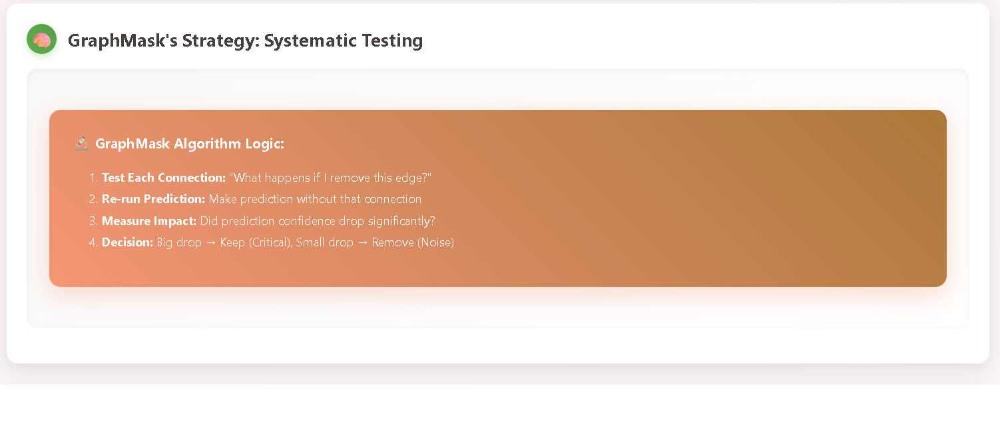 GraphMask's Strategy: Systematic Testing
GraphMask Algorithm Logic:
1. Test Each Connection: "What happens if I remove this edge?"
2. Re-run Prediction: Make prediction without that connection
3. Measure Impact: Did prediction confidence drop significantly?
4. Decision: Big drop → Keep (Critical), Small drop → Remove (Noise)